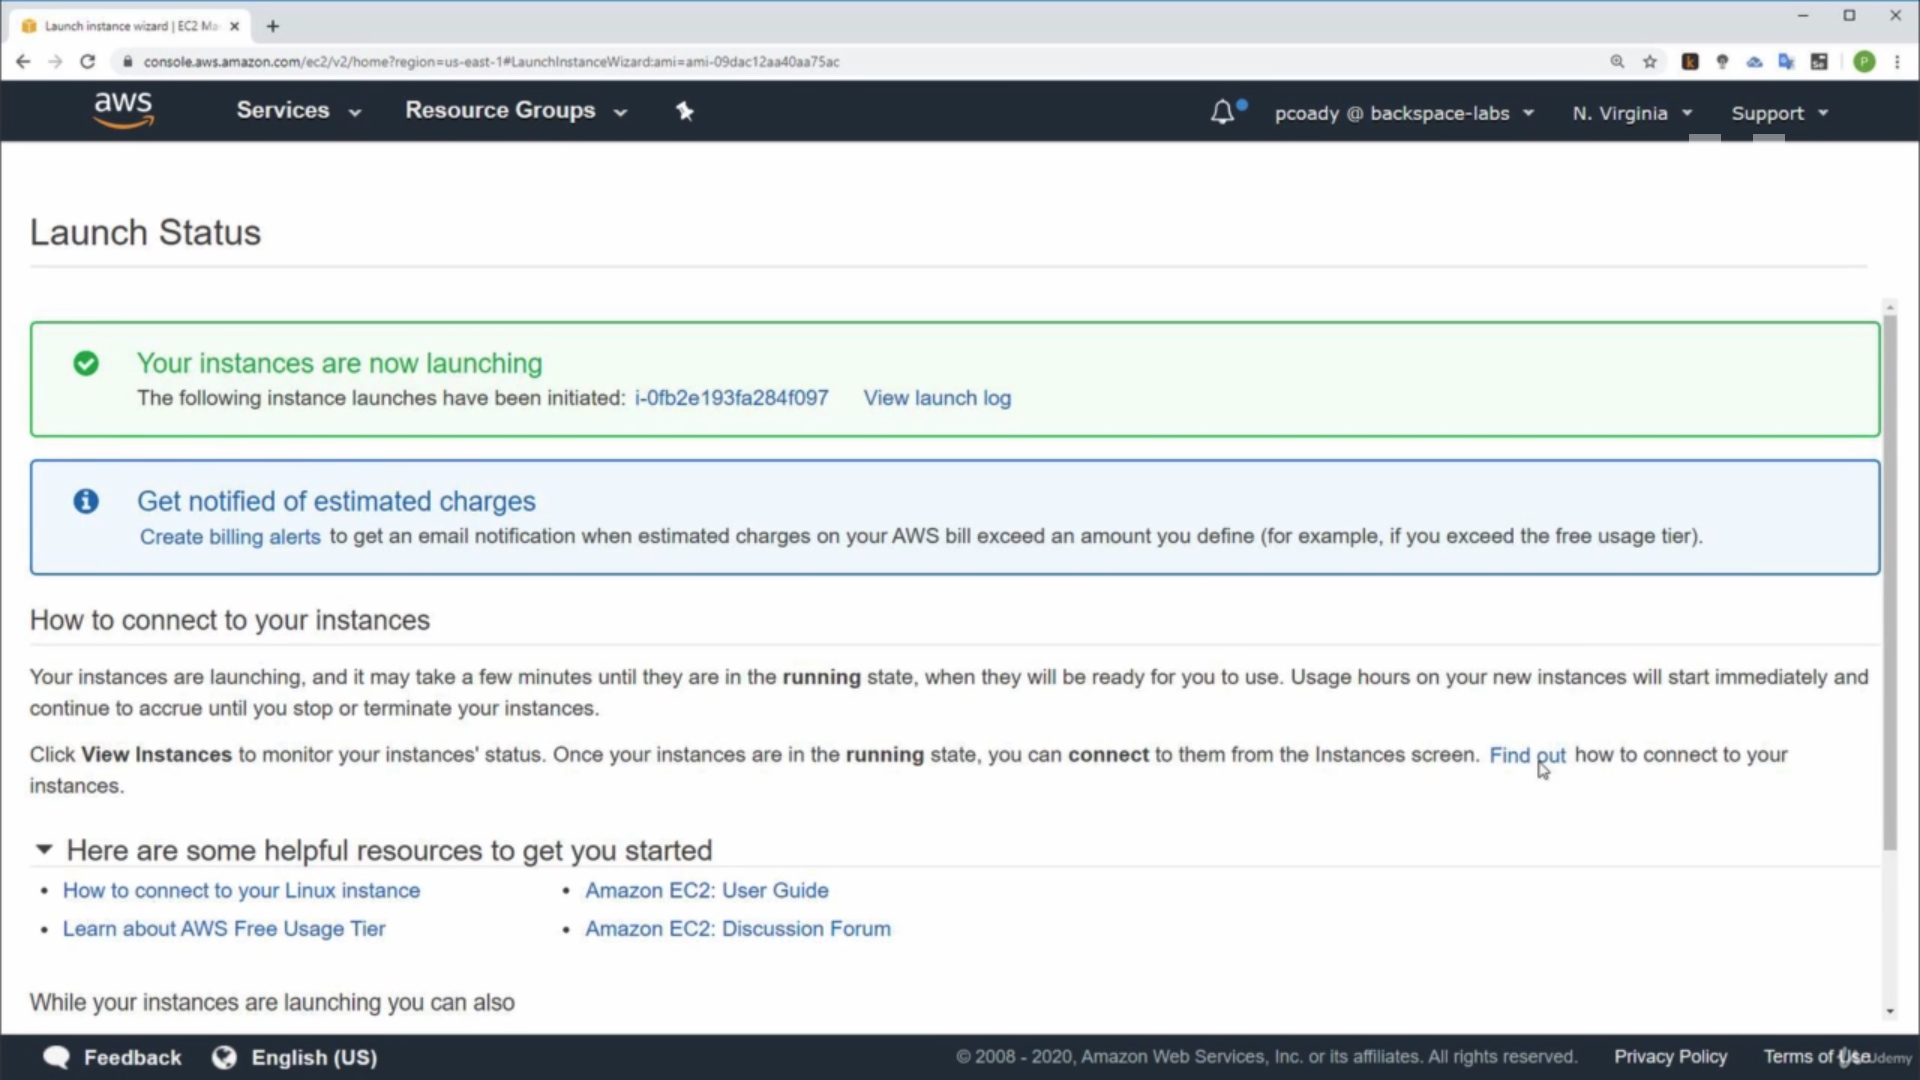 Launch instance wizard | EC2 Ma
console.aws.amazon.com/ec2/v2/home?region=us-east-1#LaunchInstanceWizard:ami=ami-09dac12aa40aa75ac
aws Services Resource Groups pcoady @ backspace-labs N. Virginia Support
Launch Status
Your instances are now launching
The following instance launches have been initiated: i-0fb2e193fa284f097 View launch log
Get notified of estimated charges
Create billing alerts to get an email notification when estimated charges on your AWS bill exceed an amount you define (for example, if you exceed the free usage tier).
How to connect to your instances
Your instances are launching, and it may take a few minutes until they are in the running state, when they will be ready for you to use. Usage hours on your new instances will start immediately and
continue to accrue until you stop or terminate your instances.
Click View Instances to monitor your instances' status. Once your instances are in the running state, you can connect to them from the Instances screen. Find out how to connect to your
instances.
Here are some helpful resources to get you started
• How to connect to your Linux instance • Amazon EC2: User Guide
• Learn about AWS Free Usage Tier • Amazon EC2: Discussion Forum
While your instances are launching you can also
Feedback English (US) © 2008 - 2020, Amazon Web Services, Inc. or its affiliates. All rights reserved. Privacy Policy Terms of Use Udemy